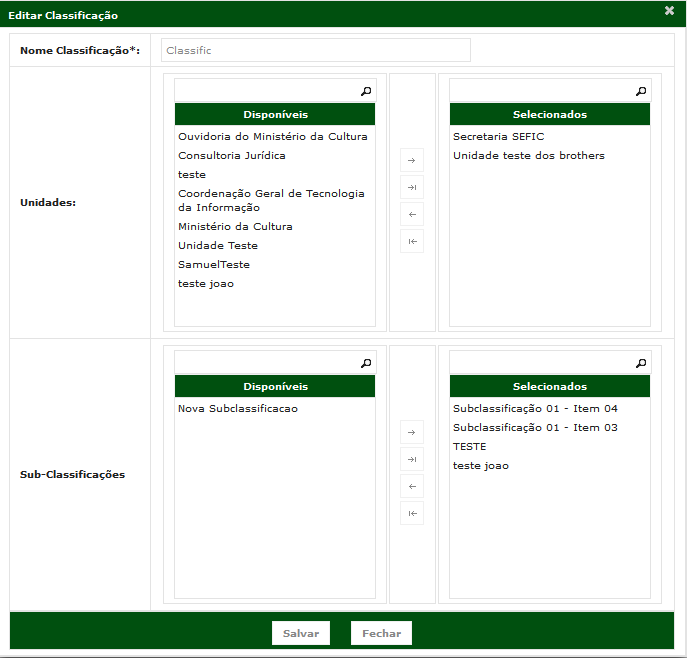 Editar Classificação
Nome Classificação*:
Classific
Unidades:
Disponíveis
Ouvidoria do Ministério da Cultura
Consultoria Jurídica
teste
Coordenação Geral de Tecnologia
da Informação
Ministério da Cultura
Unidade Teste
SamuelTeste
teste joao
Selecionados
Secretaria SEFIC
Unidade teste dos brothers
Sub-Classificações
Disponíveis
Nova Subclassificacao
Selecionados
Subclassificação 01 - Item 04
Subclassificação 01 - Item 03
TESTE
teste joao
Salvar
Fechar